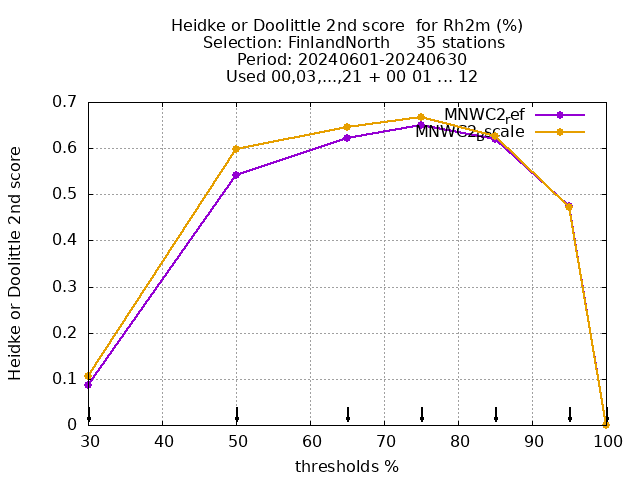 Heidke or Doolittle 2nd score  for Rh2m (%)
Selection: FinlandNorth     35 stations
Period: 20240601-20240630
Used 00,03,...,21 + 00 01 ... 12
MNWC2ref
MNWC2bscale
0.7
0.6
0.5
0.4
0.3
0.2
0.1
0
Heidke or Doolittle 2nd score
30 40 50 60 70 80 90 100
thresholds %